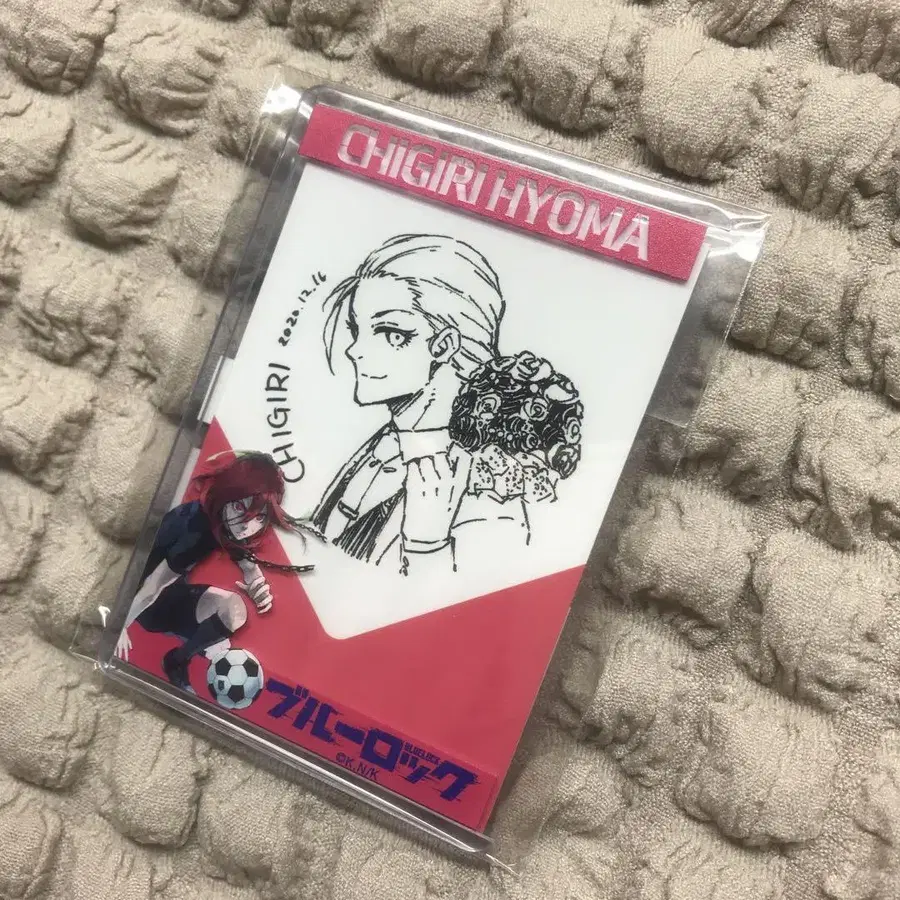 CHIGIRI HYOMA
CHIGIRI 2020.12.16
ブルーロック
BLUELOCK
©K,N/K